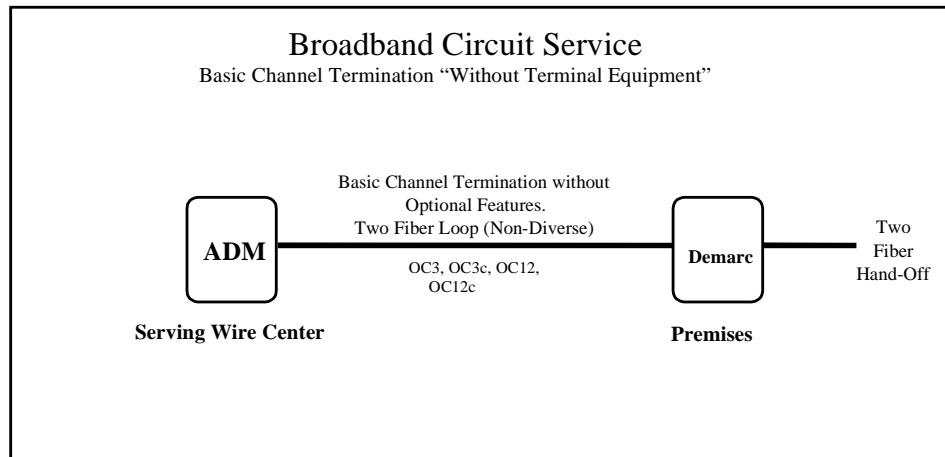 Broadband Circuit Service
Basic Channel Termination “Without Terminal Equipment”
Basic Channel Termination without
Optional Features.
Two Fiber Loop (Non-Diverse)
ADM
OC3, OC3c, OC12,
OC12c
Demarc
Two
Fiber
Hand-Off
Serving Wire Center
Premises